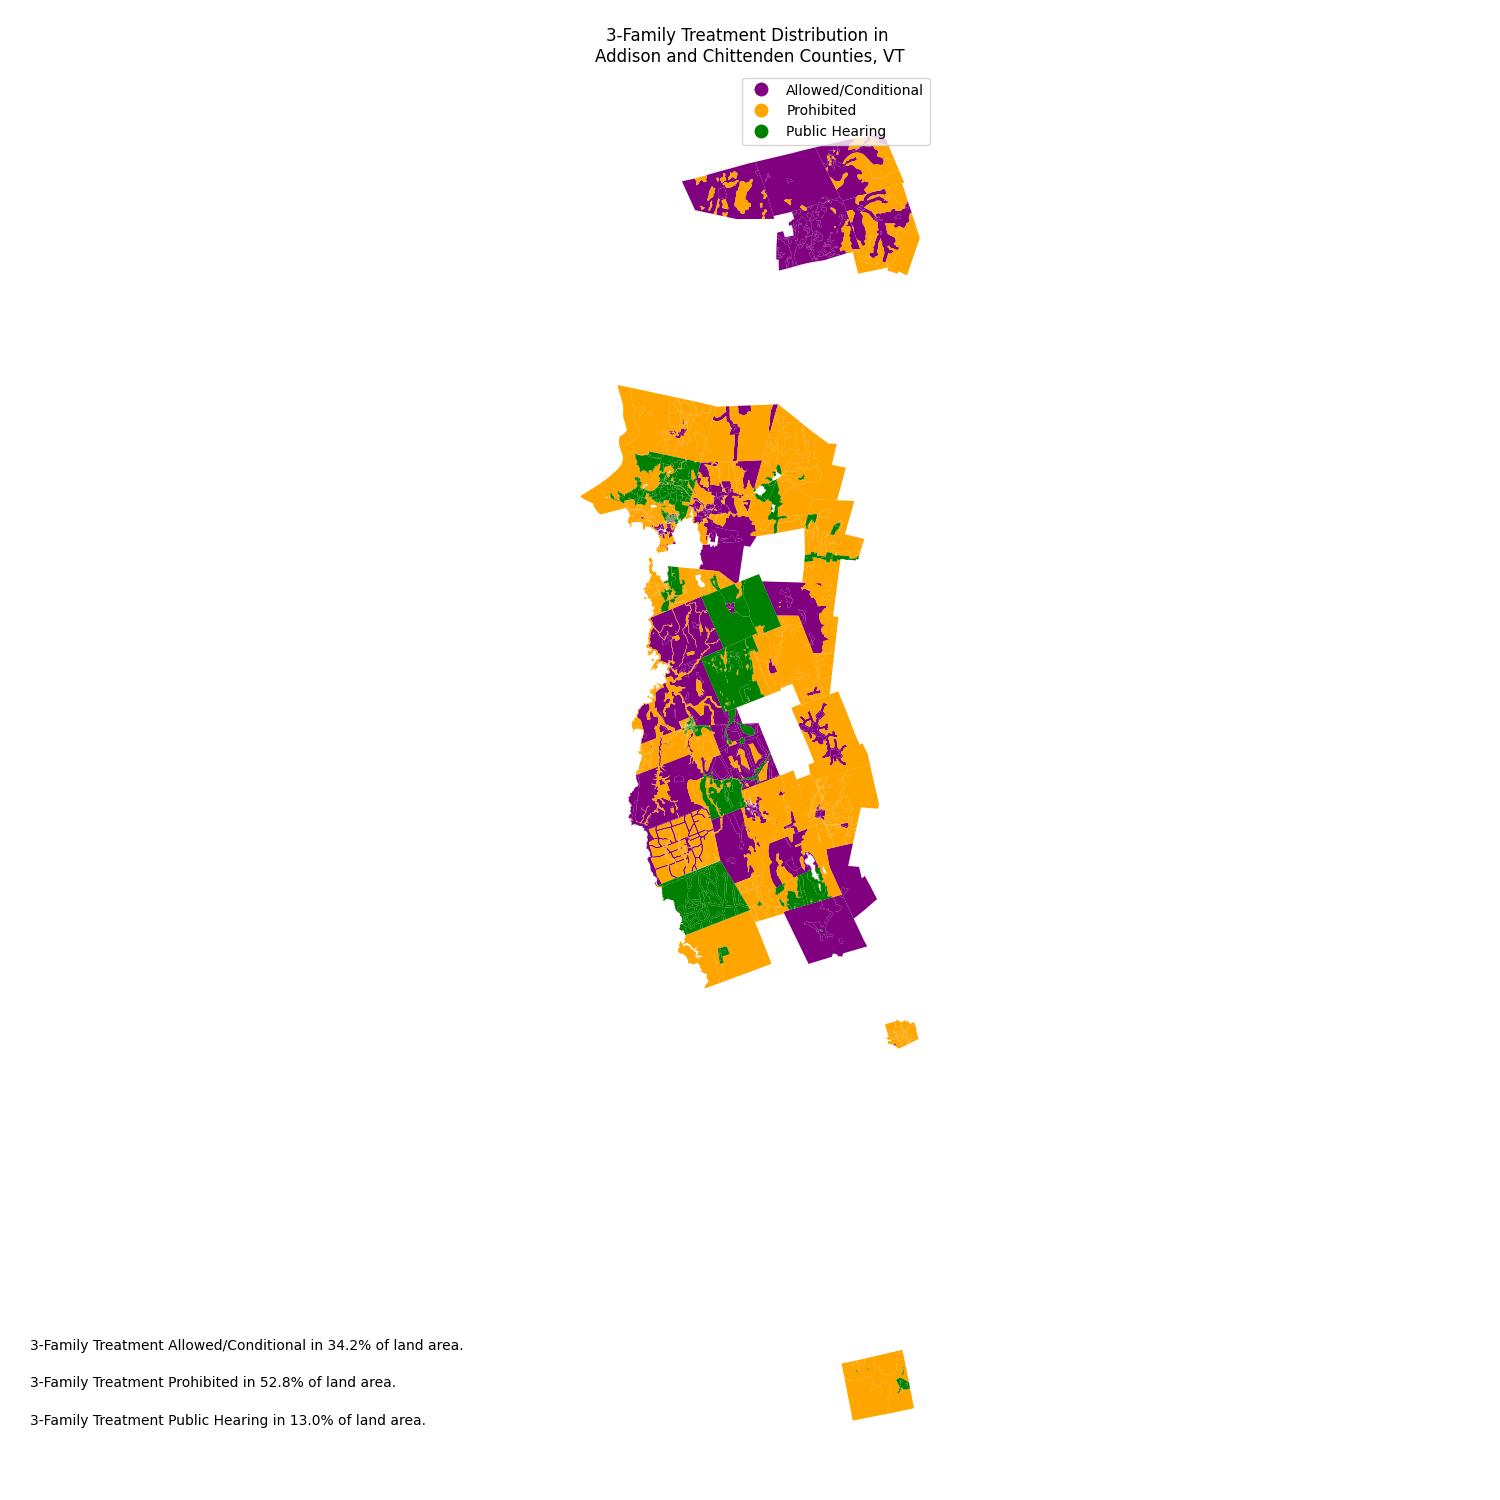 3-Family Treatment Distribution in
Addison and Chittenden Counties, VT
Allowed/Conditional
Prohibited
Public Hearing
3-Family Treatment Allowed/Conditional in 34.2% of land area.
3-Family Treatment Prohibited in 52.8% of land area.
3-Family Treatment Public Hearing in 13.0% of land area.